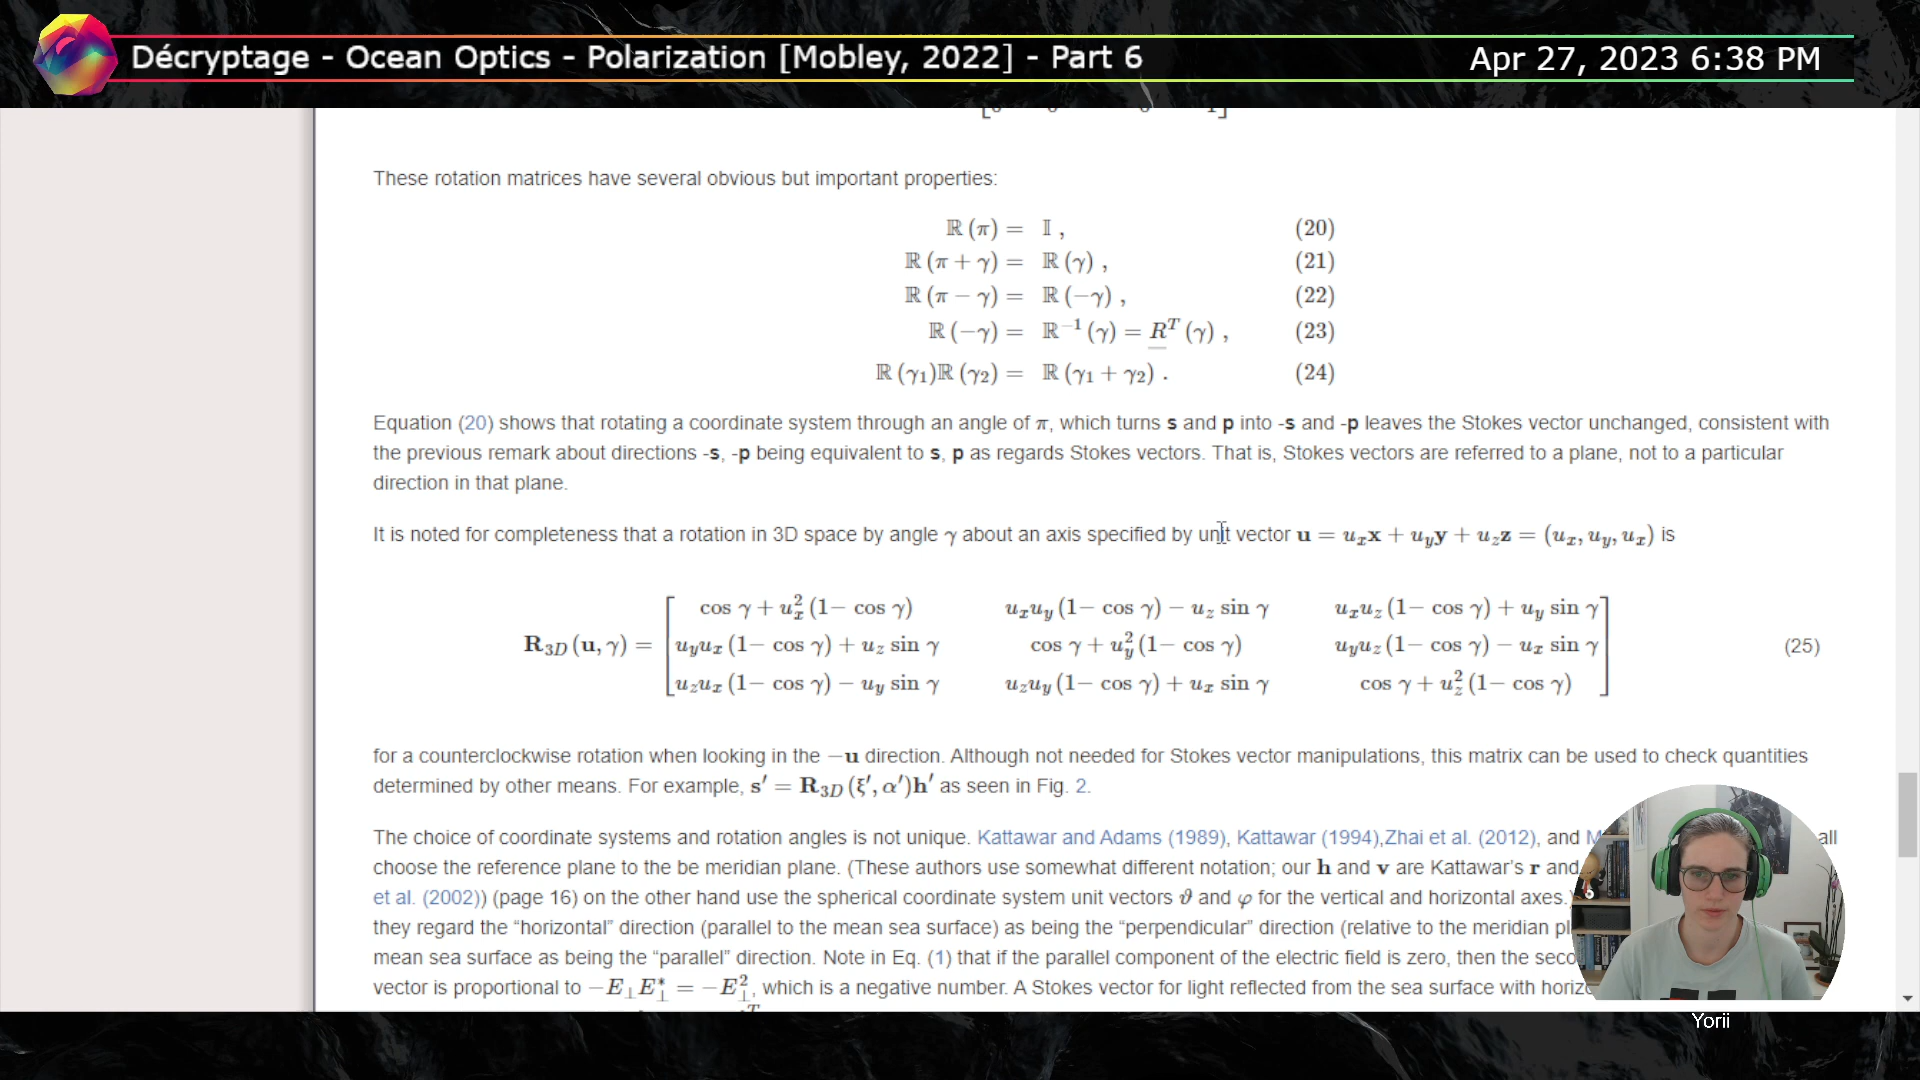 Décryptage - Ocean Optics - Polarization [Mobley, 2022] - Part 6
Apr 27, 2023 6:38 PM
These rotation matrices have several obvious but important properties:
ℝ (π) = 𝕀 , (20)
ℝ (π + γ) = ℝ (γ) , (21)
ℝ (π − γ) = ℝ (−γ) , (22)
ℝ (−γ) = ℝ⁻¹ (γ) = Rᵀ (γ) , (23)
ℝ (γ₁)ℝ (γ₂) = ℝ (γ₁ + γ₂) . (24)
Equation (20) shows that rotating a coordinate system through an angle of π, which turns s and p into -s and -p leaves the Stokes vector unchanged, consistent with
the previous remark about directions -s, -p being equivalent to s, p as regards Stokes vectors. That is, Stokes vectors are referred to a plane, not to a particular
direction in that plane.
It is noted for completeness that a rotation in 3D space by angle γ about an axis specified by unit vector u = uₓx + u_y y + u_z z = (uₓ, u_y, uₓ) is
cos γ + uₓ² (1− cos γ) uₓu_y (1− cos γ) − u_z sin γ uₓu_z (1− cos γ) + u_y sin γ
R₃D (u, γ) = u_yuₓ (1− cos γ) + u_z sin γ cos γ + u_y² (1− cos γ) u_yu_z (1− cos γ) − uₓ sin γ (25)
u_zuₓ (1− cos γ) − u_y sin γ u_zu_y (1− cos γ) + uₓ sin γ cos γ + u_z² (1− cos γ)
for a counterclockwise rotation when looking in the −u direction. Although not needed for Stokes vector manipulations, this matrix can be used to check quantities
determined by other means. For example, s′ = R₃D (ξ′, α′)h′ as seen in Fig. 2.
The choice of coordinate systems and rotation angles is not unique. Kattawar and Adams (1989), Kattawar (1994),Zhai et al. (2012), and M all
choose the reference plane to the be meridian plane. (These authors use somewhat different notation; our h and v are Kattawar's r and
et al. (2002)) (page 16) on the other hand use the spherical coordinate system unit vectors ϑ and φ for the vertical and horizontal axes.)
they regard the “horizontal” direction (parallel to the mean sea surface) as being the “perpendicular” direction (relative to the meridian pl
mean sea surface as being the “parallel” direction. Note in Eq. (1) that if the parallel component of the electric field is zero, then the seco
vector is proportional to −E⊥E⊥* = −E⊥², which is a negative number. A Stokes vector for light reflected from the sea surface with horizo
Yorii